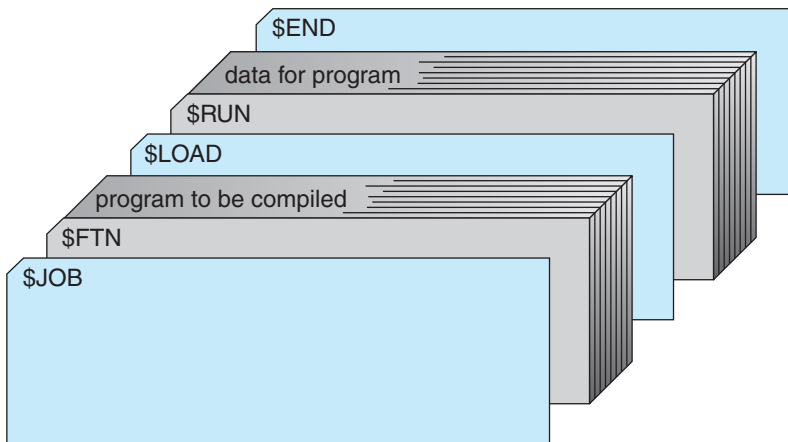 $END
data for program
$RUN
$LOAD
program to be compiled
$FTN
$JOB